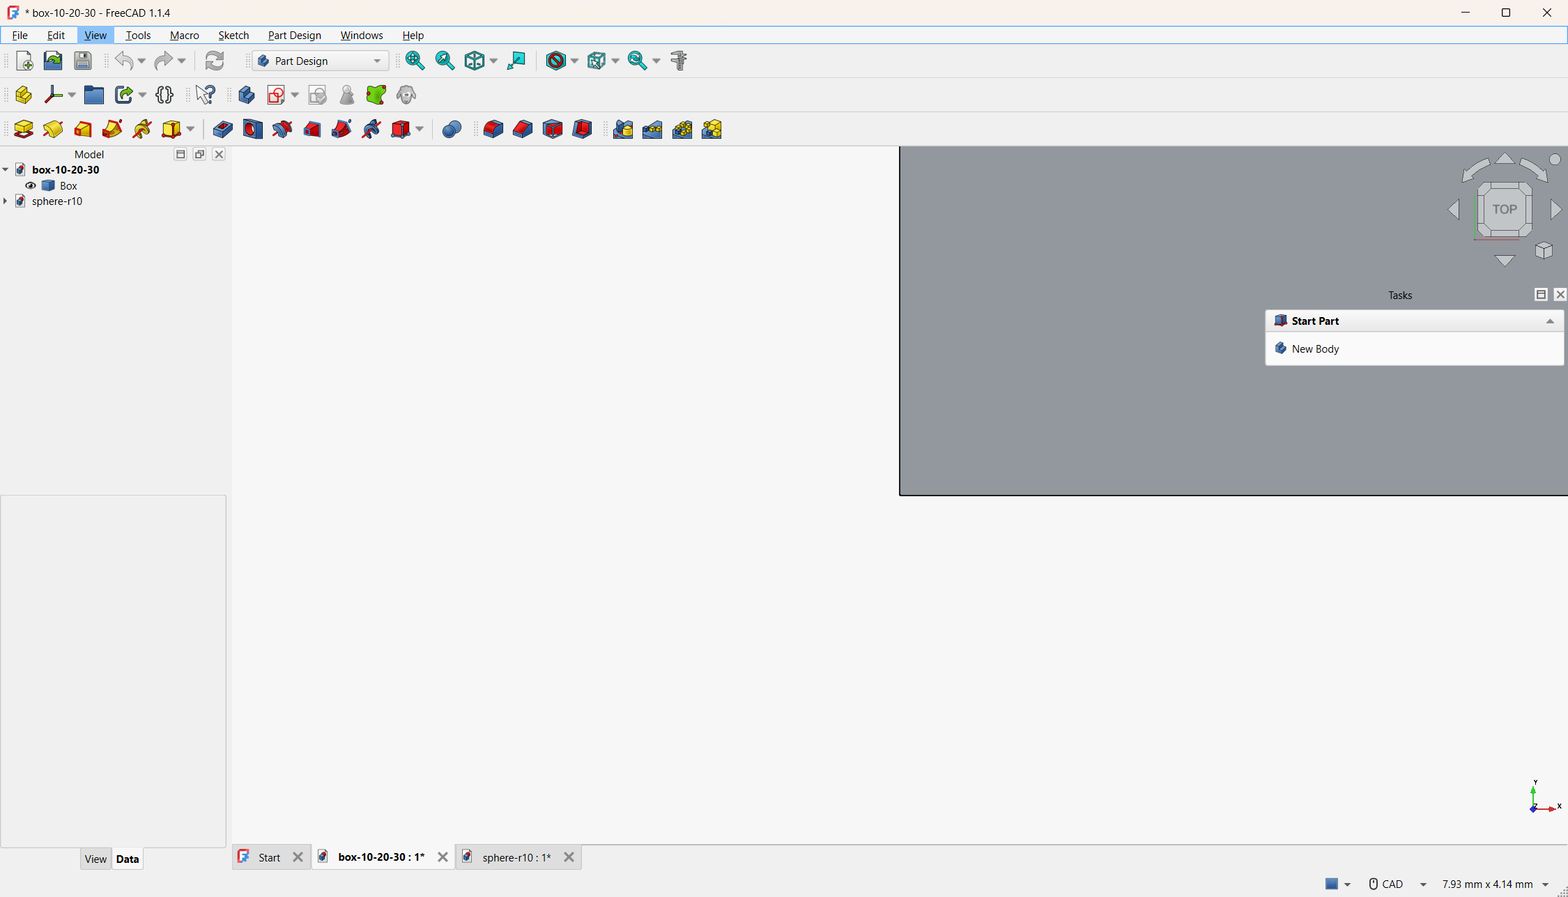 * box-10-20-30 - FreeCAD 1.1.4
File Edit View Tools Macro Sketch Part Design Windows Help
Part Design
Model
box-10-20-30
Box
sphere-r10
TOP
Tasks
Start Part
New Body
Y
Z
X
View Data
Start box-10-20-30 : 1* sphere-r10 : 1*
CAD 7.93 mm x 4.14 mm